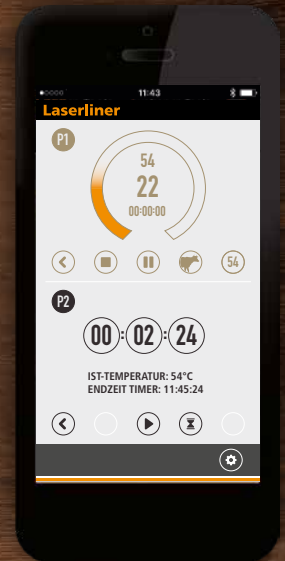 11:43
Laserliner
P1
54
22
00:00:00
54
P2
00:02:24
IST-TEMPERATUR: 54°C
ENDZEIT TIMER: 11:45:24